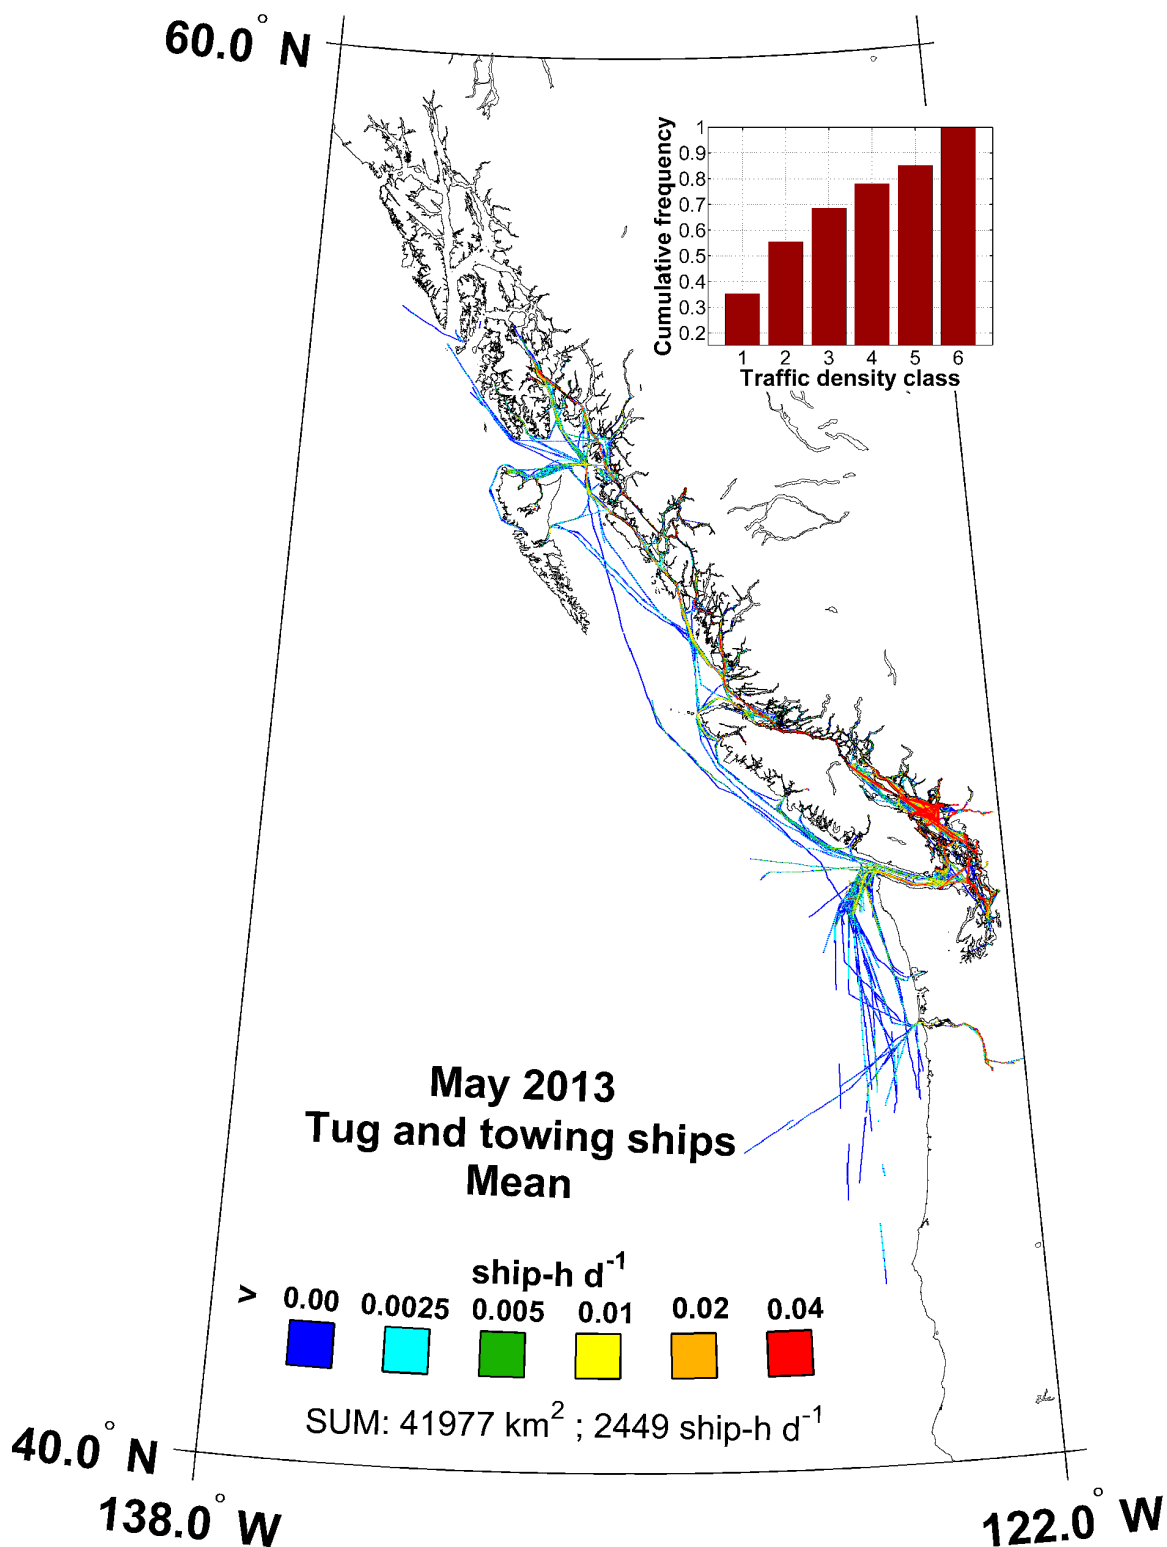 60.0° N
1
0.9
0.8
0.7
0.6
0.5
0.4
0.3
0.2
Cumulative frequency
1 2 3 4 5 6
Traffic density class
May 2013
Tug and towing ships
Mean
ship-h d⁻¹
> 0.00 0.0025 0.005 0.01 0.02 0.04
SUM: 41977 km² ; 2449 ship-h d⁻¹
40.0° N
138.0° W
122.0° W